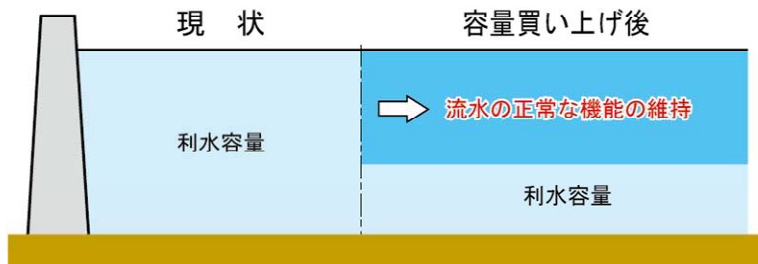 現　状
容量買い上げ後
利水容量
流水の正常な機能の維持
利水容量